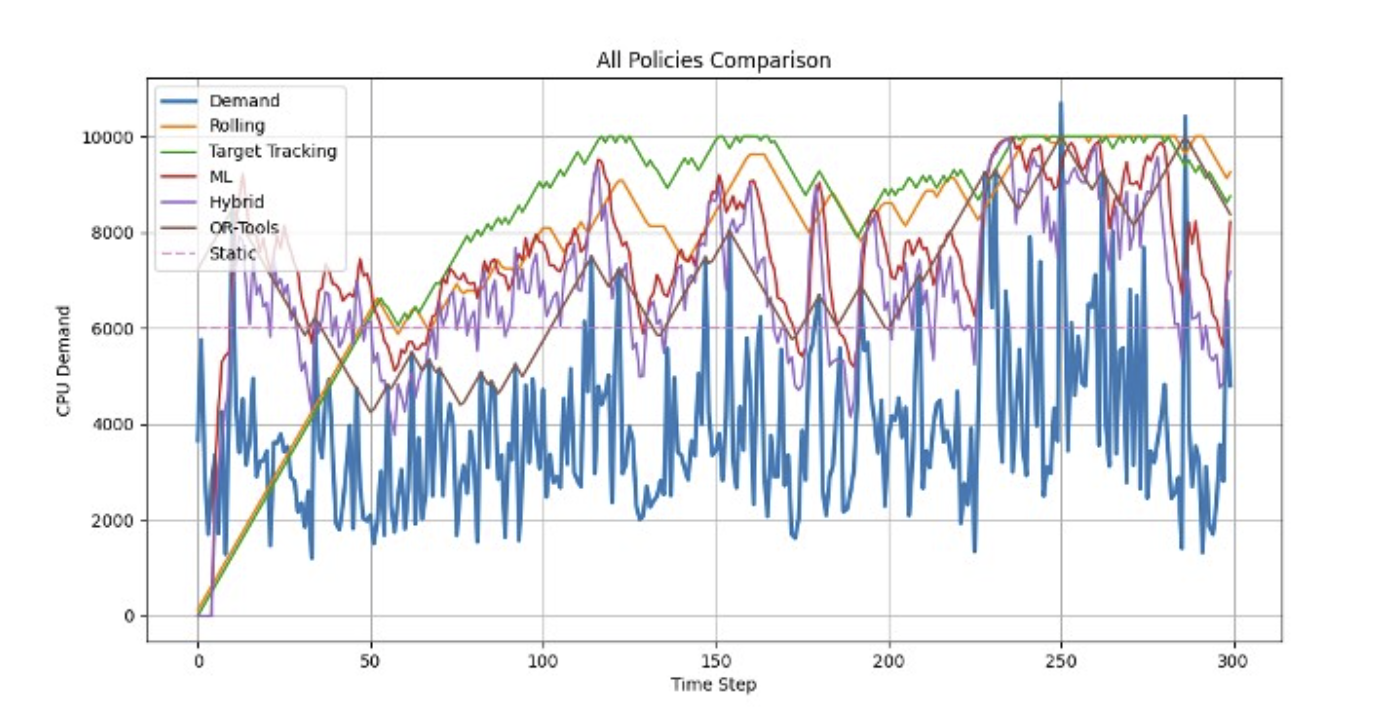 All Policies Comparison
Demand
Rolling
Target Tracking
ML
Hybrid
OR-Tools
Static
CPU Demand
10000
8000
6000
4000
2000
0
0 50 100 150 200 250 300
Time Step